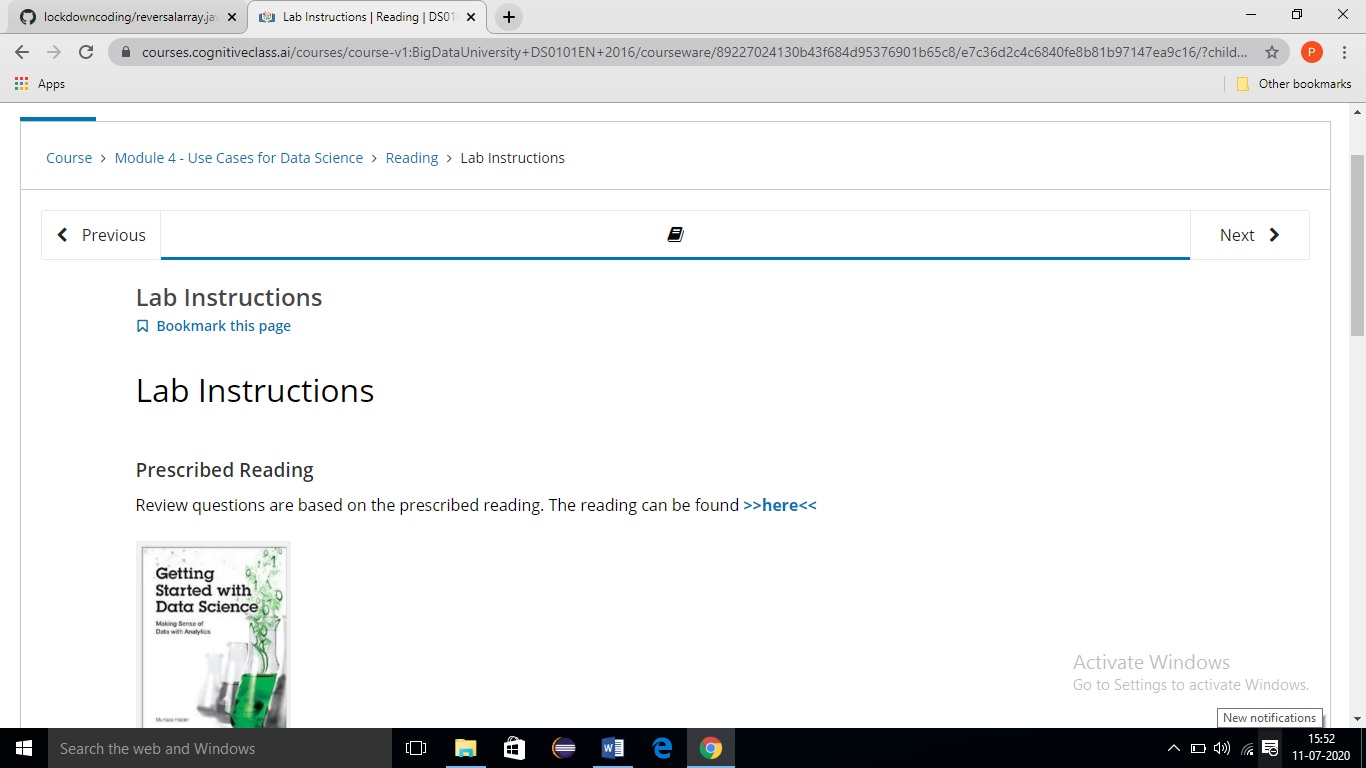 lockdowncoding/reversalarray.jav
Lab Instructions | Reading | DS010
courses.cognitiveclass.ai/courses/course-v1:BigDataUniversity+DS0101EN+2016/courseware/89227024130b43f684d95376901b65c8/e7c36d2c4c6840fe8b81b97147ea9c16/?child...
P
Apps
Other bookmarks
Course > Module 4 - Use Cases for Data Science > Reading > Lab Instructions
Previous
Next
Lab Instructions
Bookmark this page
Lab Instructions
Prescribed Reading
Review questions are based on the prescribed reading. The reading can be found >>here<<
Getting
Started with
Data Science
Making Sense of
Data with Analytics
Murtaza Haider
Activate Windows
Go to Settings to activate Windows.
New notifications
Search the web and Windows
15:52
11-07-2020